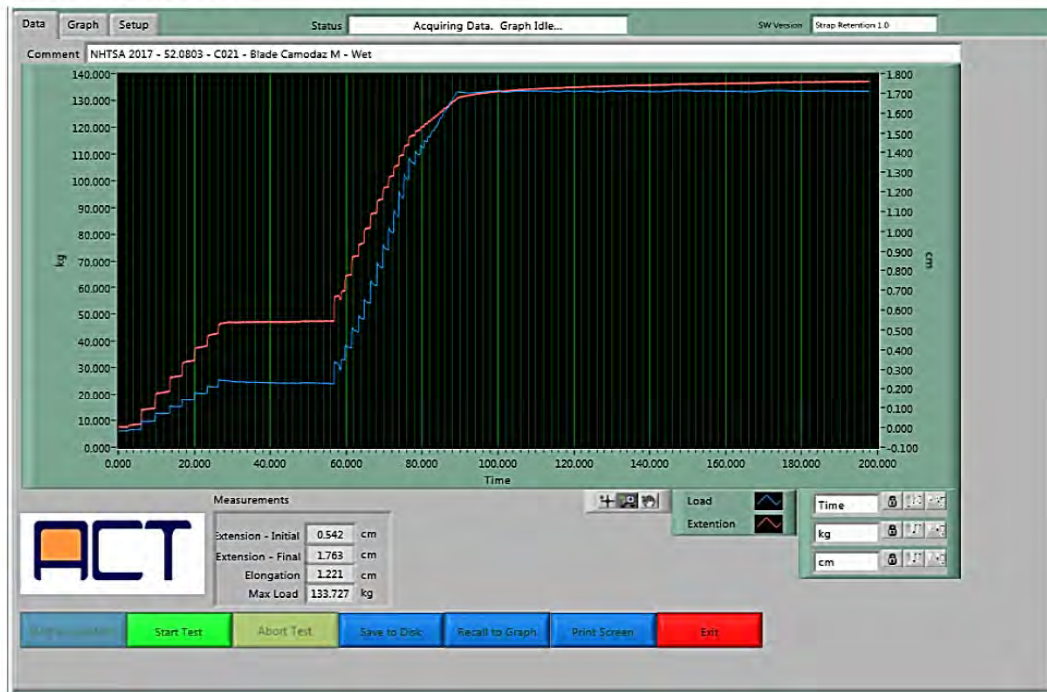 Data Graph Setup Status Acquiring Data. Graph Idle... SW Version Strap Retention 1.0
Comment NHTSA 2017 - S2.0803 - C021 - Blade Camodaz M - Wet
140.000
130.000
120.000
110.000
100.000
90.000
80.000
70.000
60.000
50.000
40.000
30.000
20.000
10.000
0.000
kg
1.800
1.700
1.600
1.500
1.400
1.300
1.200
1.100
1.000
0.900
0.800
0.700
0.600
0.500
0.400
0.300
0.200
0.100
0.000
-0.100
cm
0.000 20.000 40.000 60.000 80.000 100.000 120.000 140.000 160.000 180.000 200.000
Time
Measurements
Extension - Initial 0.542 cm
Extension - Final 1.763 cm
Elongation 1.221 cm
Max Load 133.727 kg
Load
Extention
Time
kg
cm
ACT
Start Test Abort Test Save to Disk Recall to Graph Print Screen Exit